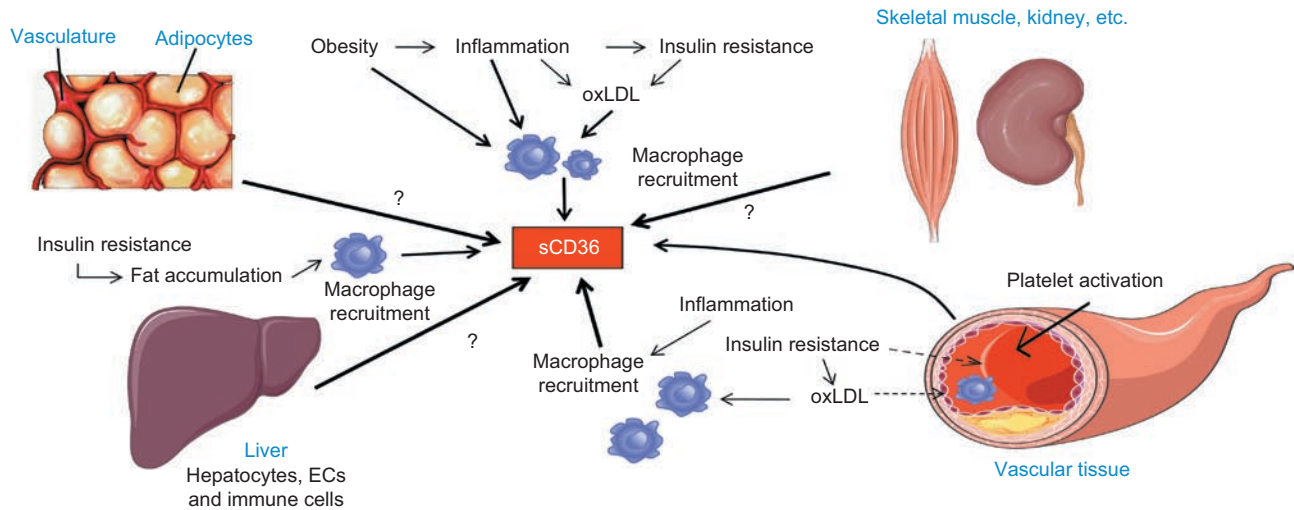 Skeletal muscle, kidney, etc.
Vasculature
Adipocytes
Obesity
Inflammation
Insulin resistance
oxLDL
Macrophage
recruitment
?
?
sCD36
Insulin resistance
Fat accumulation
Macrophage
recruitment
?
Platelet activation
Inflammation
Insulin resistance
Macrophage
recruitment
oxLDL
Liver
Hepatocytes, ECs
and immune cells
Vascular tissue